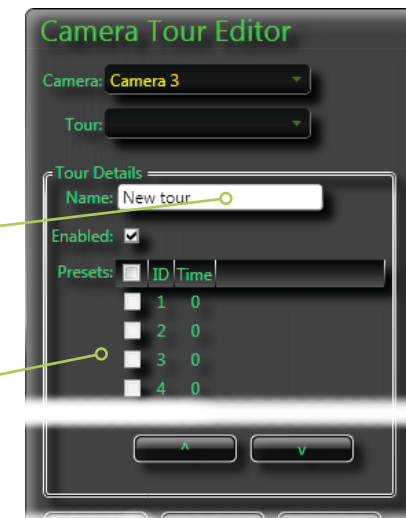 Camera Tour Editor
Camera: Camera 3
Tour:
Tour Details
Name: New tour
Enabled:
Presets: ID Time
1 0
2 0
3 0
4 0
^ v